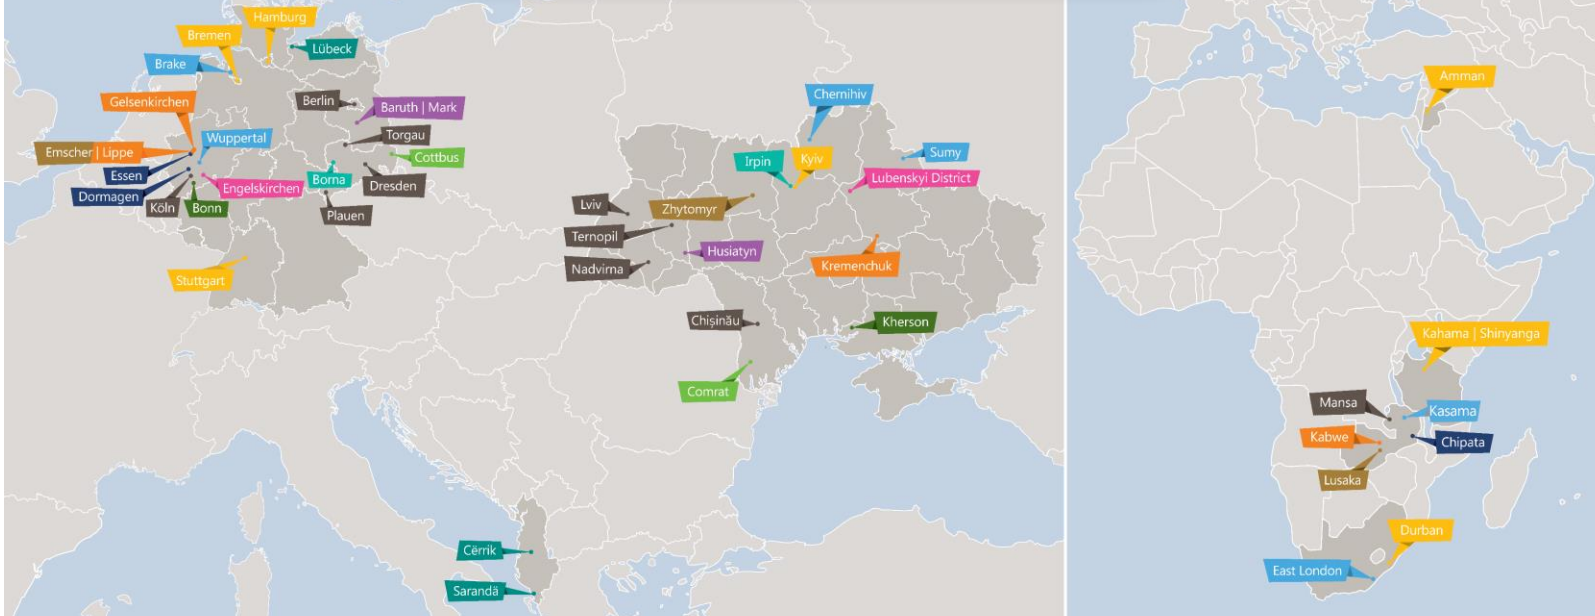 Hamburg
Bremen
Lübeck
Brake
Gelsenkirchen
Berlin
Baruth | Mark
Wuppertal
Torgau
Emscher | Lippe
Cottbus
Essen
Engelskirchen
Borna
Dresden
Dormagen
Köln
Bonn
Plauen
Stuttgart
Chernihiv
Irpin
Kyiv
Sumy
Lubenskyi District
Lviv
Zhytomyr
Ternopil
Husiatyn
Nadvirna
Kremenchuk
Chișinău
Kherson
Comrat
Cërrik
Sarandä
Amman
Kahama | Shinyanga
Mansa
Kasama
Kabwe
Chipata
Lusaka
Durban
East London